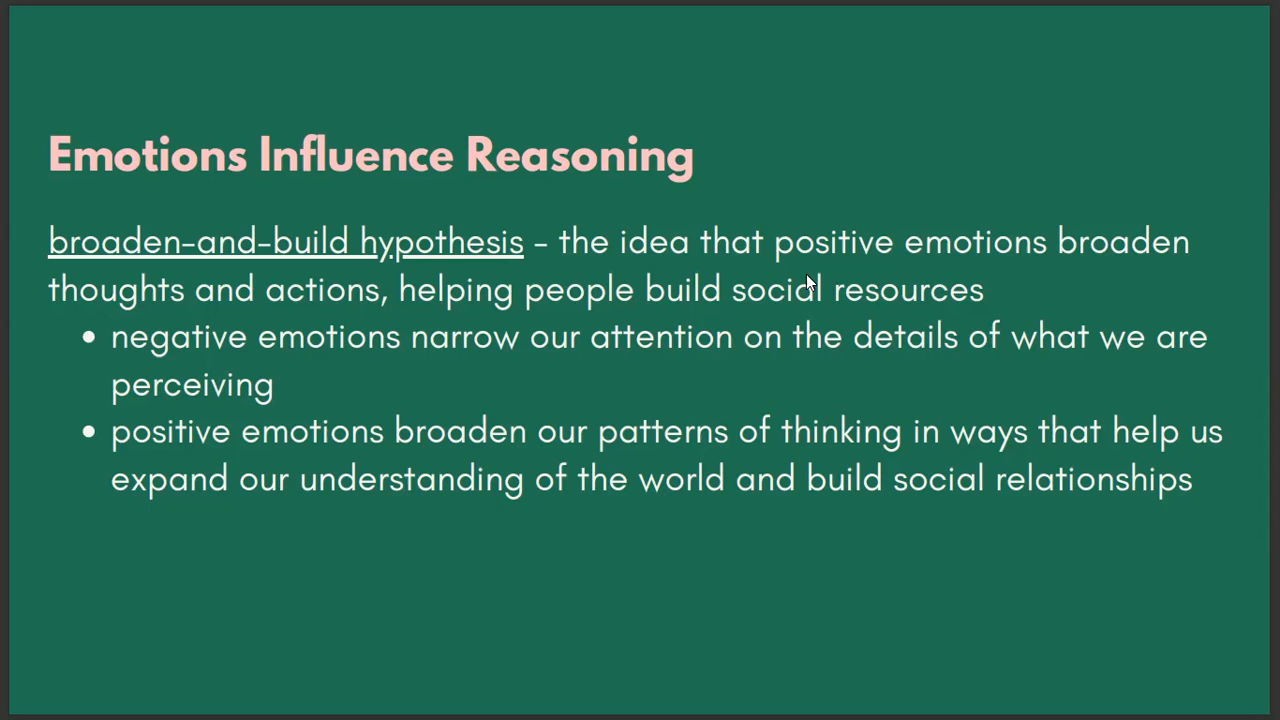 Emotions Influence Reasoning
broaden-and-build hypothesis - the idea that positive emotions broaden
thoughts and actions, helping people build social resources
• negative emotions narrow our attention on the details of what we are
perceiving
• positive emotions broaden our patterns of thinking in ways that help us
expand our understanding of the world and build social relationships